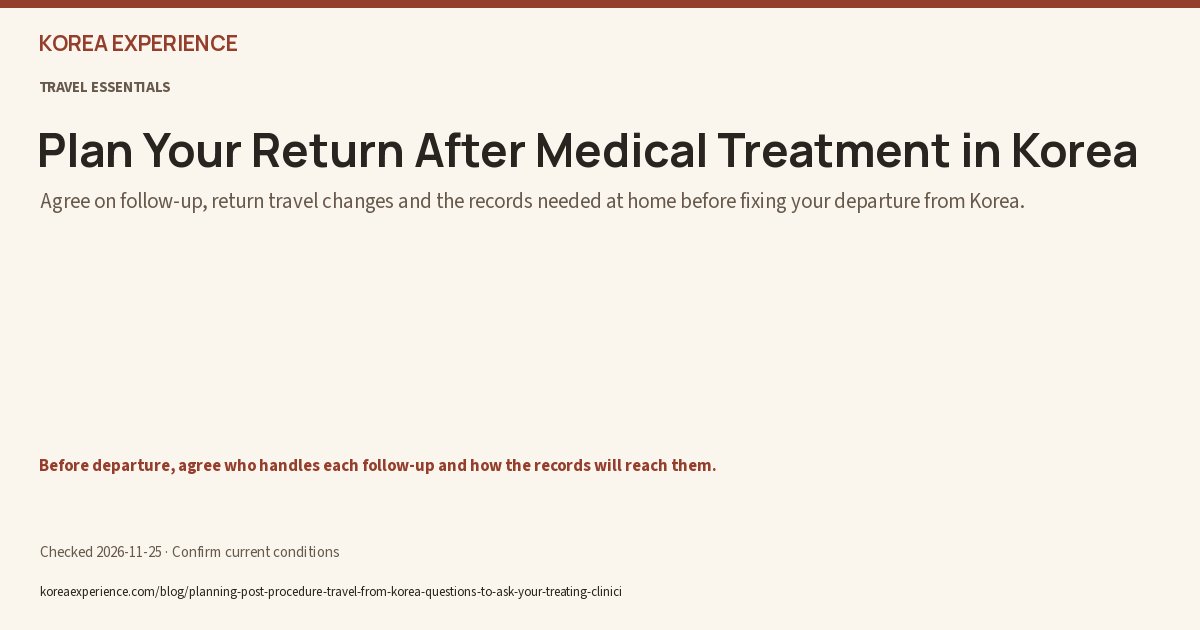 KOREA EXPERIENCE
TRAVEL ESSENTIALS
Plan Your Return After Medical Treatment in Korea
Agree on follow-up, return travel changes and the records needed at home before fixing your departure from Korea.
Before departure, agree who handles each follow-up and how the records will reach them.
Checked 2026-11-25 · Confirm current conditions
koreaexperience.com/blog/planning-post-procedure-travel-from-korea-questions-to-ask-your-treating-clinici